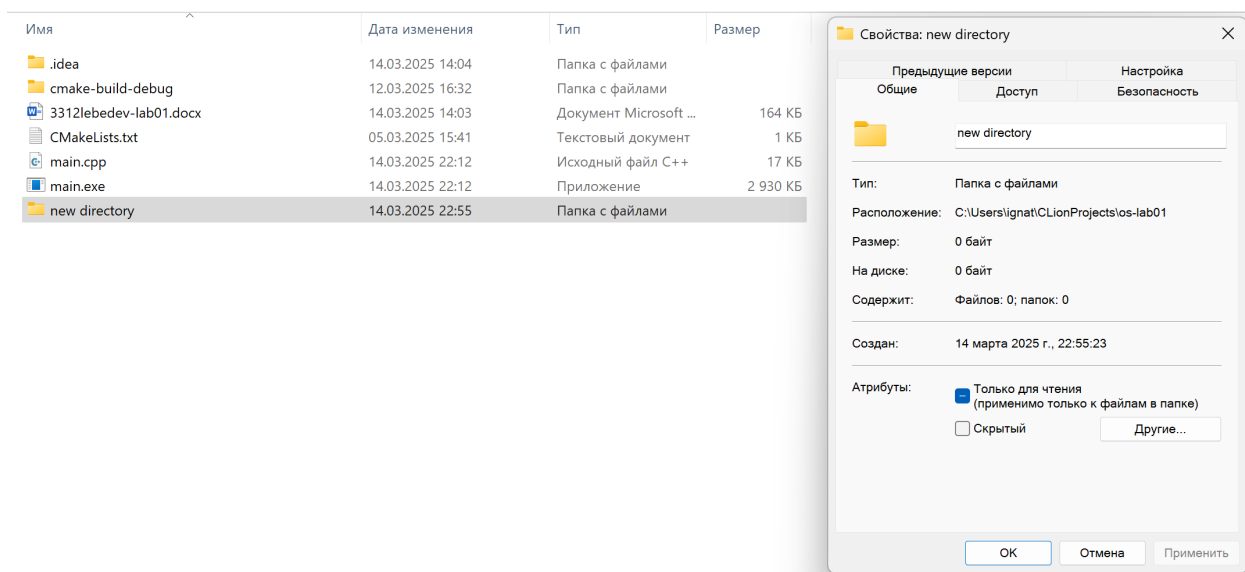 Имя Дата изменения Тип Размер
.idea 14.03.2025 14:04 Папка с файлами
cmake-build-debug 12.03.2025 16:32 Папка с файлами
3312lebedev-lab01.docx 14.03.2025 14:03 Документ Microsoft ... 164 КБ
CMakeLists.txt 05.03.2025 15:41 Текстовый документ 1 КБ
main.cpp 14.03.2025 22:12 Исходный файл C++ 17 КБ
main.exe 14.03.2025 22:12 Приложение 2 930 КБ
new directory 14.03.2025 22:55 Папка с файлами
Свойства: new directory
Предыдущие версии Настройка
Общие Доступ Безопасность
new directory
Тип: Папка с файлами
Расположение: C:\Users\ignat\CLionProjects\os-lab01
Размер: 0 байт
На диске: 0 байт
Содержит: Файлов: 0; папок: 0
Создан: 14 марта 2025 г., 22:55:23
Атрибуты: Только для чтения
(применимо только к файлам в папке)
Скрытый Другие...
ОК Отмена Применить